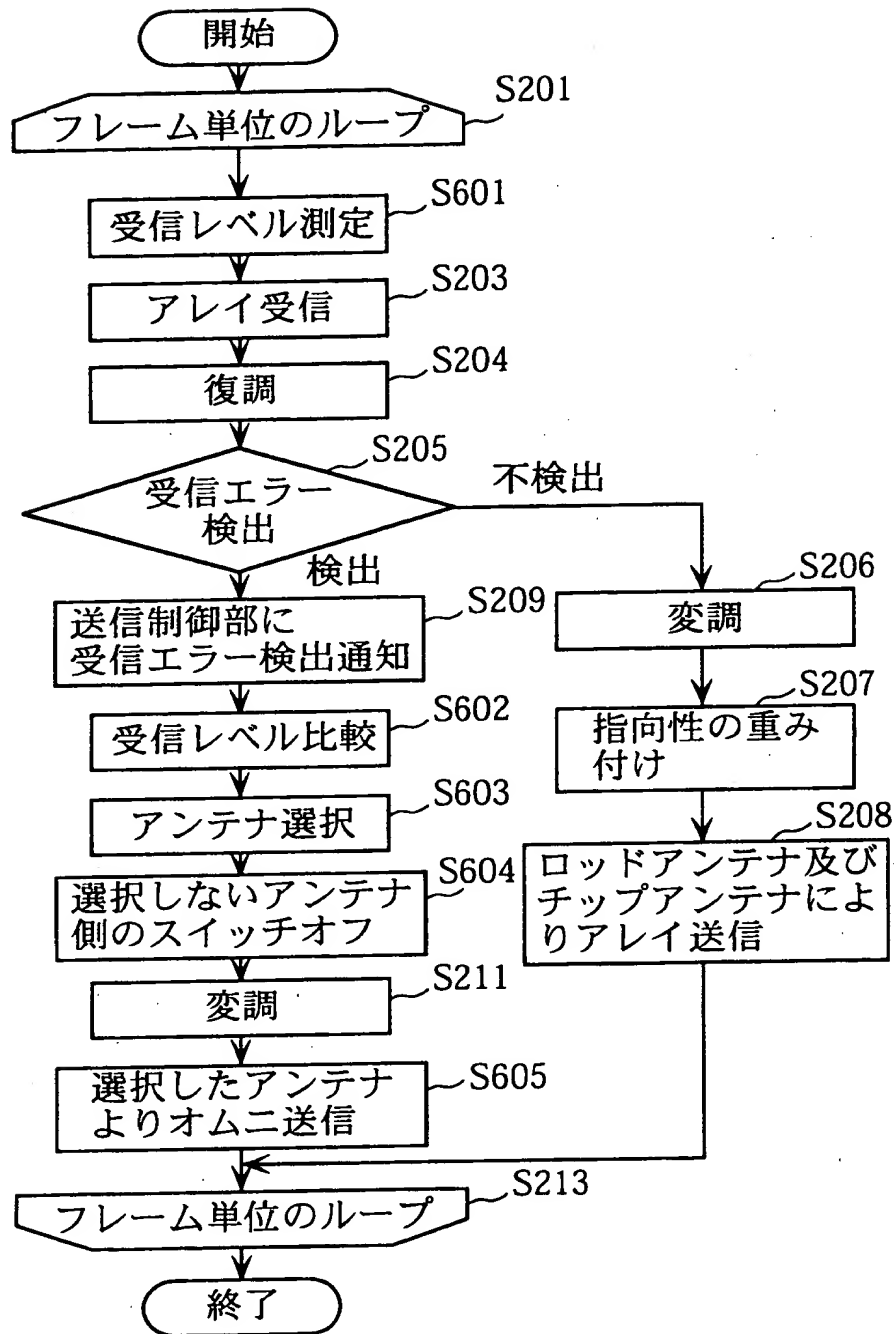 開始
S201
フレーム単位のループ
S601
受信レベル測定
S203
アレイ受信
S204
復調
S205
受信エラー
検出
不検出
検出
S209
送信制御部に
受信エラー検出通知
S602
受信レベル比較
S603
アンテナ選択
S604
選択しないアンテナ
側のスイッチオフ
S211
変調
S605
選択したアンテナ
よりオムニ送信
S206
変調
S207
指向性の重み
付け
S208
ロッドアンテナ及び
チップアンテナによ
りアレイ送信
S213
フレーム単位のループ
終了